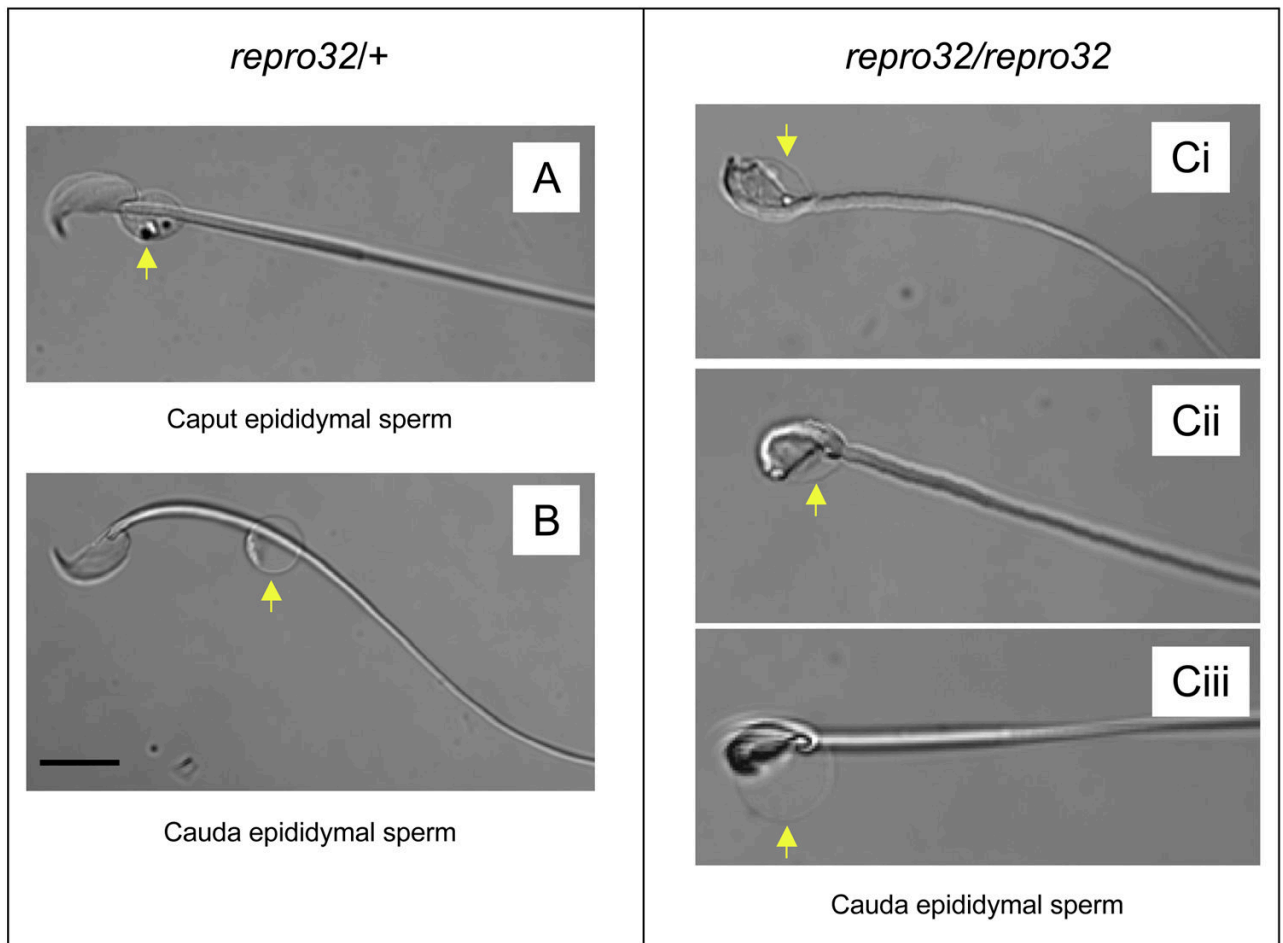 repro32/+
A
Caput epididymal sperm
B
Cauda epididymal sperm
repro32/repro32
Ci
Cii
Ciii
Cauda epididymal sperm